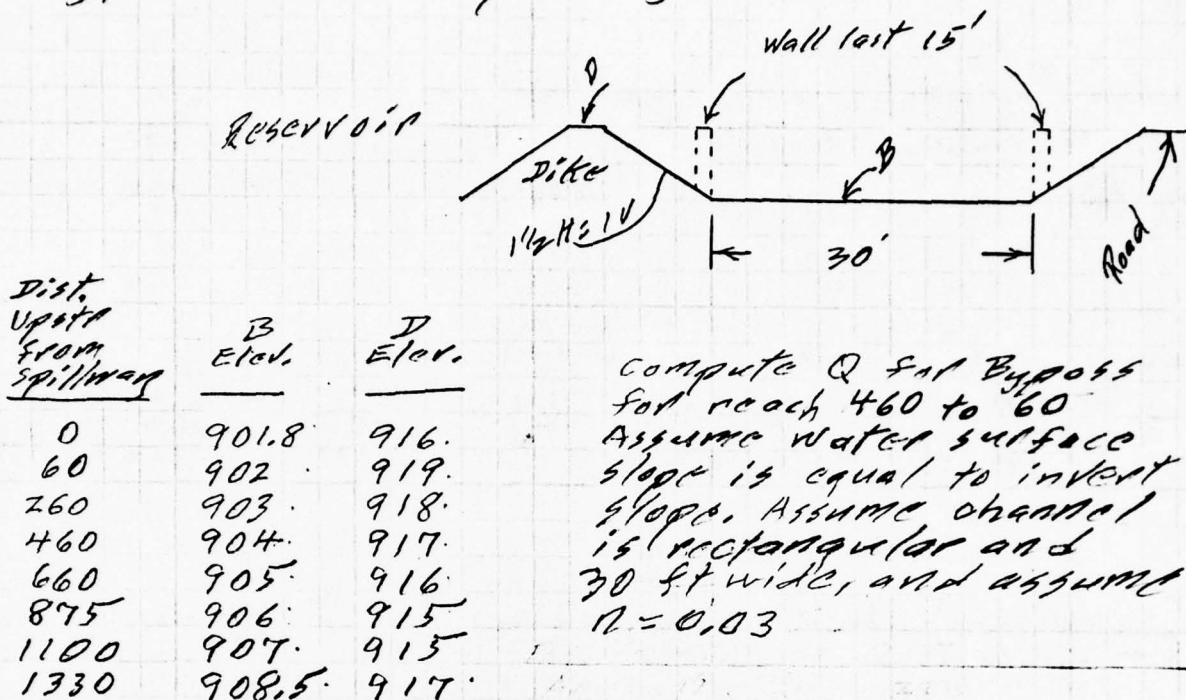 Wall last 15'
D
Reservoir
Dike
B
1½ H = 1V
30'
Road
Dist.
Upstr
from
Spillway
B
Elev.
D
Elev.
0 901.8 916.
60 902 919.
260 903. 918.
460 904. 917.
660 905. 916.
875 906. 915
1100 907. 915
1330 908.5. 917.
Compute Q for Bypass
for reach 460 to 60
Assume water surface
slope is equal to invert
slope. Assume channel
is rectangular and
30 ft wide, and assume
n = 0.03